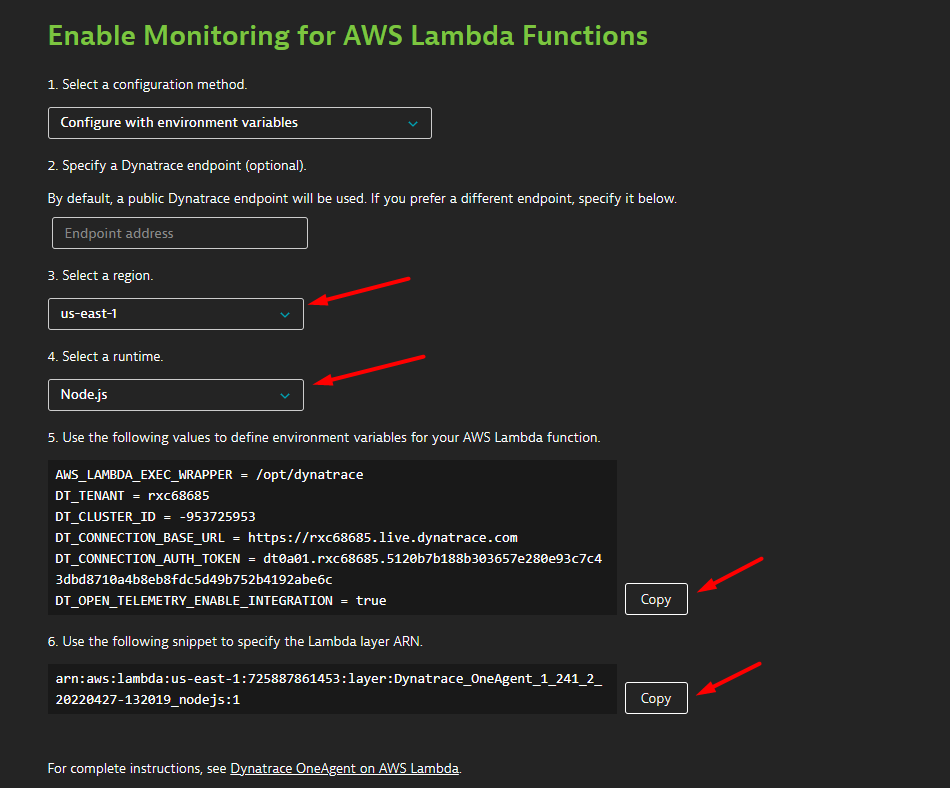 Enable Monitoring for AWS Lambda Functions
1. Select a configuration method.
Configure with environment variables
2. Specify a Dynatrace endpoint (optional).
By default, a public Dynatrace endpoint will be used. If you prefer a different endpoint, specify it below.
Endpoint address
3. Select a region.
us-east-1
4. Select a runtime.
Node.js
5. Use the following values to define environment variables for your AWS Lambda function.
AWS_LAMBDA_EXEC_WRAPPER = /opt/dynatrace
DT_TENANT = rxc68685
DT_CLUSTER_ID = -953725953
DT_CONNECTION_BASE_URL = https://rxc68685.live.dynatrace.com
DT_CONNECTION_AUTH_TOKEN = dt0a01.rxc68685.5120b7b188b303657e280e93c7c4
3dbd8710a4b8eb8fdc5d49b752b4192abe6c
DT_OPEN_TELEMETRY_ENABLE_INTEGRATION = true
Copy
6. Use the following snippet to specify the Lambda layer ARN.
arn:aws:lambda:us-east-1:725887861453:layer:Dynatrace_OneAgent_1_241_2_
20220427-132019_nodejs:1
Copy
For complete instructions, see Dynatrace OneAgent on AWS Lambda.